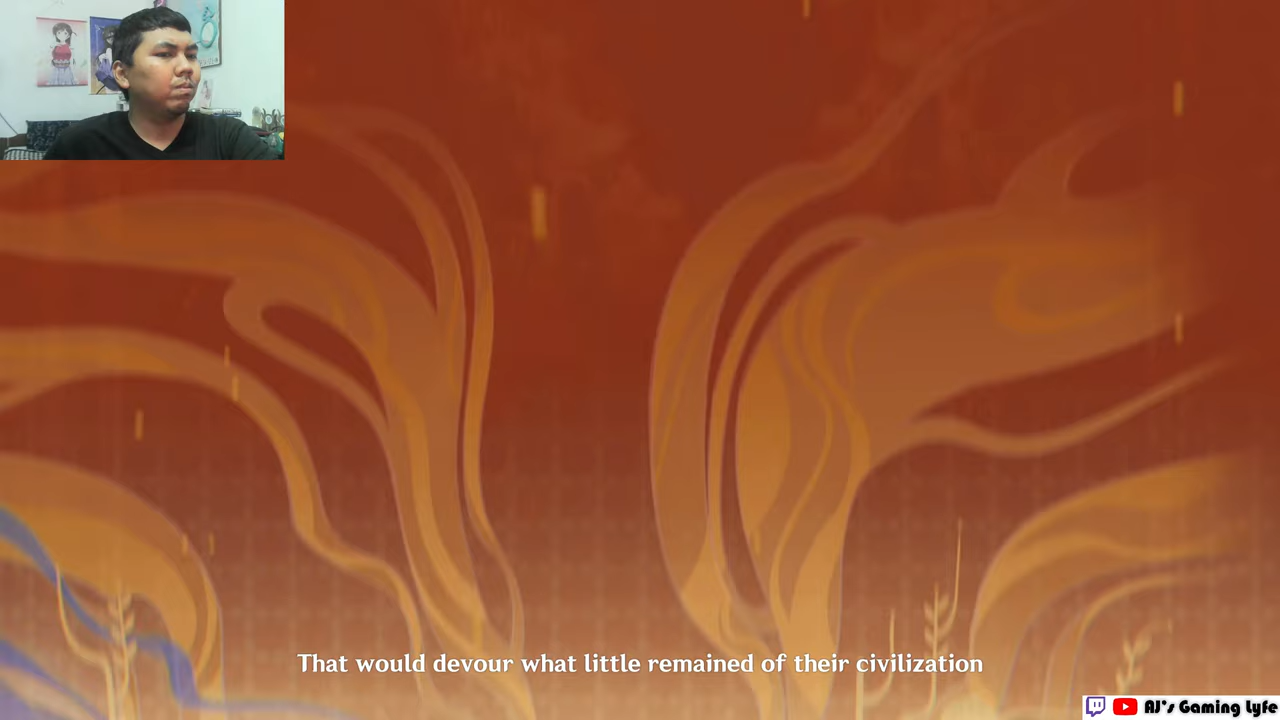 That would devour what little remained of their civilization
AJ's Gaming Lyfe